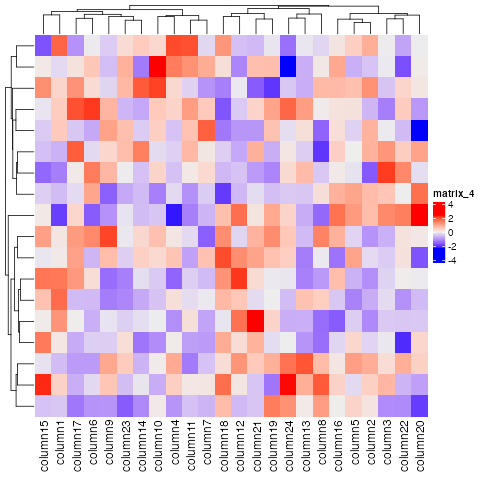 matrix_4
4
2
0
-2
-4
column15
column1
column17
column6
column9
column23
column14
column10
column4
column11
column7
column18
column12
column21
column19
column24
column13
column8
column16
column5
column2
column3
column22
column20